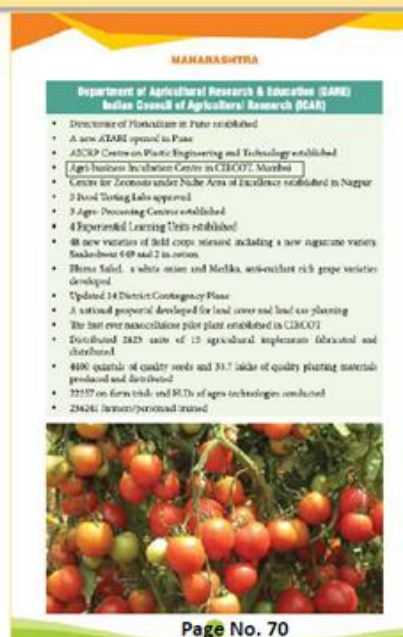 MAHARASHTRA
Department of Agricultural Research & Education (DARE)
Indian Council of Agricultural Research (ICAR)
• Directorate of Floriculture in Pune established
• A new ATARI opened in Pune
• AICRP Centre on Plastic Engineering and Technology established
• Agri-business Incubation Centre in CIRCOT, Mumbai
• Centre for Zoonosis under Niche Area of Excellence established in Nagpur
• 3 Food Testing Labs approved
• 3 Agro-Processing Centres established
• 4 Experiential Learning Units established
• 48 new varieties of field crops released including a new sugarcane variety,
and 2 in cotton
• Bhima Safed, a white onion and Medika, anti-oxidant rich grape varieties
developed
• Updated 14 District Contingency Plans
• A national geoportal developed for land cover and land use planning
• The first ever nanocellulose pilot plant established in CIRCOT
• Distributed 2825 units of 15 agricultural implements fabricated and
distributed
• quintals of quality seeds and 30.7 lakhs of quality planting materials
produced and distributed
• 22257 on-farm trials and FLDs of agro-technologies conducted
• 256261 farmers/personnel trained
Page No. 70